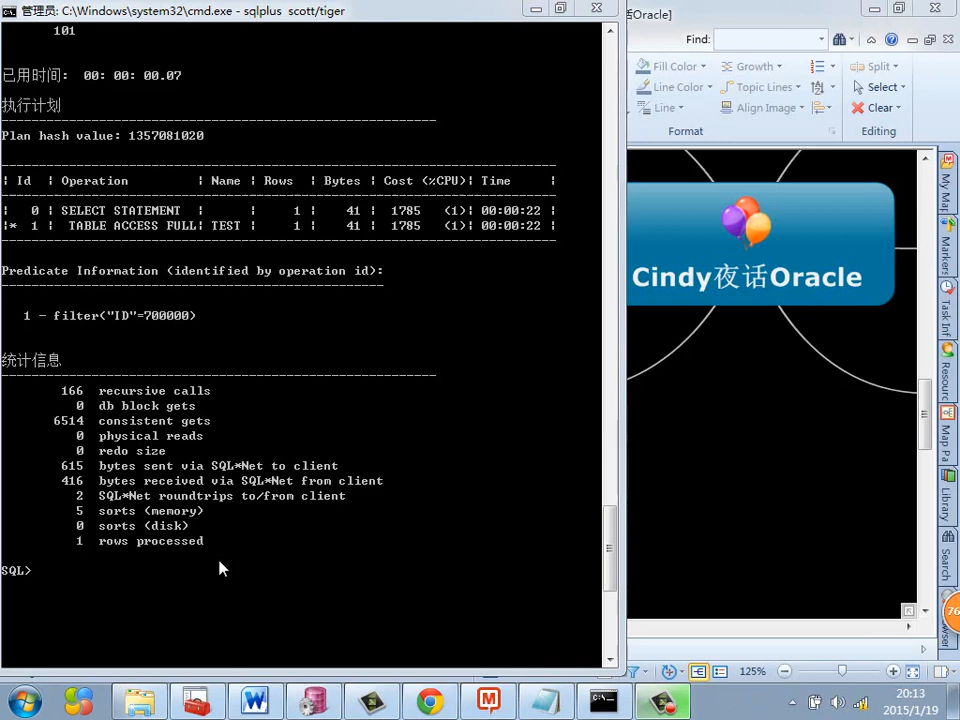 管理员: C:\Windows\system32\cmd.exe - sqlplus  scott/tiger
101
已用时间:  00: 00: 00.07
执行计划
----------------------------------------------------------
Plan hash value: 1357081020
--------------------------------------------------------------------------
| Id  | Operation         | Name | Rows  | Bytes | Cost (%CPU)| Time     |
--------------------------------------------------------------------------
|   0 | SELECT STATEMENT  |      |     1 |    41 |  1785   (1)| 00:00:22 |
|*  1 |  TABLE ACCESS FULL| TEST |     1 |    41 |  1785   (1)| 00:00:22 |
--------------------------------------------------------------------------
Predicate Information (identified by operation id):
---------------------------------------------------
1 - filter("ID"=700000)
统计信息
----------------------------------------------------------
166  recursive calls
0  db block gets
6514  consistent gets
0  physical reads
0  redo size
615  bytes sent via SQL*Net to client
416  bytes received via SQL*Net from client
2  SQL*Net roundtrips to/from client
5  sorts (memory)
0  sorts (disk)
1  rows processed
SQL>
话Oracle]
Find:
Fill Color
Growth
Split
Line Color
Topic Lines
Select
Line
Align Image
Clear
Format
Editing
Cindy夜话Oracle
My Ma
Markers
Task Inf
Resourc
Map Pa
Library
Search
76
125%
20:13
2015/1/19